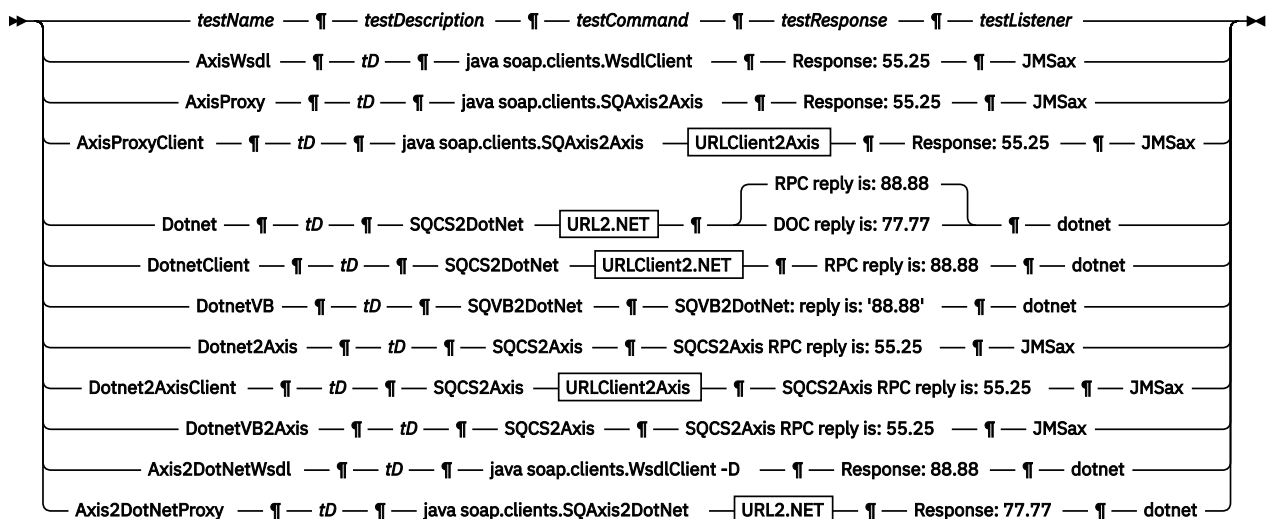 testName ¶ testDescription ¶ testCommand ¶ testResponse ¶ testListener
AxisWsdl ¶ tD ¶ java soap.clients.WsdlClient ¶ Response: 55.25 ¶ JMSax
AxisProxy ¶ tD ¶ java soap.clients.SQAxis2Axis ¶ Response: 55.25 ¶ JMSax
AxisProxyClient ¶ tD ¶ java soap.clients.SQAxis2Axis URLClient2Axis ¶ Response: 55.25 ¶ JMSax
RPC reply is: 88.88
Dotnet ¶ tD ¶ SQCS2DotNet URL2.NET ¶ DOC reply is: 77.77 ¶ dotnet
DotnetClient ¶ tD ¶ SQCS2DotNet URLClient2.NET ¶ RPC reply is: 88.88 ¶ dotnet
DotnetVB ¶ tD ¶ SQVB2DotNet ¶ SQVB2DotNet: reply is: '88.88' ¶ dotnet
Dotnet2Axis ¶ tD ¶ SQCS2Axis ¶ SQCS2Axis RPC reply is: 55.25 ¶ JMSax
Dotnet2AxisClient ¶ tD ¶ SQCS2Axis URLClient2Axis ¶ SQCS2Axis RPC reply is: 55.25 ¶ JMSax
DotnetVB2Axis ¶ tD ¶ SQCS2Axis ¶ SQCS2Axis RPC reply is: 55.25 ¶ JMSax
Axis2DotNetWsdl ¶ tD ¶ java soap.clients.WsdlClient -D ¶ Response: 88.88 ¶ dotnet
Axis2DotNetProxy ¶ tD ¶ java soap.clients.SQAxis2DotNet URL2.NET ¶ Response: 77.77 ¶ dotnet